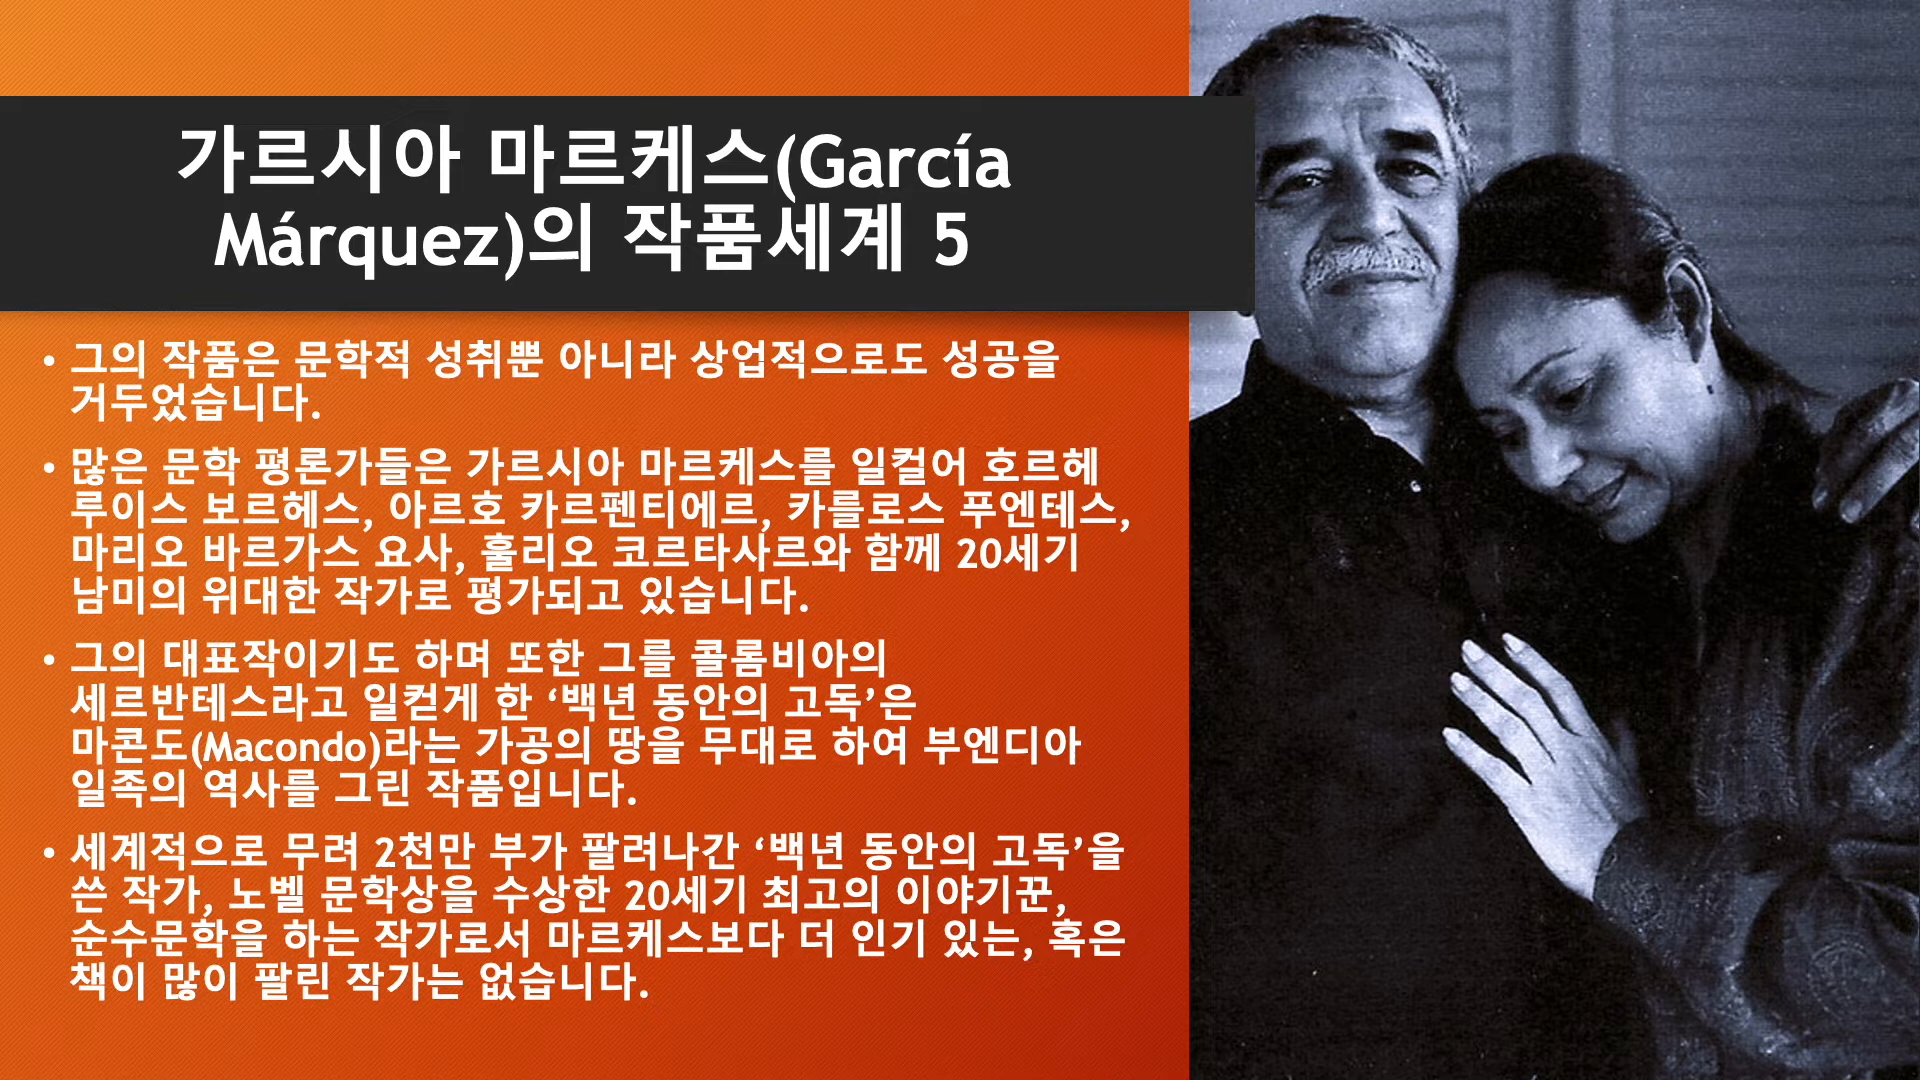 가르시아 마르케스(García
Márquez)의 작품세계 5
• 그의 작품은 문학적 성취뿐 아니라 상업적으로도 성공을
거두었습니다.
• 많은 문학 평론가들은 가르시아 마르케스를 일컬어 호르헤
루이스 보르헤스, 아르호 카르펜티에르, 카를로스 푸엔테스,
마리오 바르가스 요사, 훌리오 코르타사르와 함께 20세기
남미의 위대한 작가로 평가되고 있습니다.
• 그의 대표작이기도 하며 또한 그를 콜롬비아의
세르반테스라고 일컫게 한 ‘백년 동안의 고독’은
마콘도(Macondo)라는 가공의 땅을 무대로 하여 부엔디아
일족의 역사를 그린 작품입니다.
• 세계적으로 무려 2천만 부가 팔려나간 ‘백년 동안의 고독’을
쓴 작가, 노벨 문학상을 수상한 20세기 최고의 이야기꾼,
순수문학을 하는 작가로서 마르케스보다 더 인기 있는, 혹은
책이 많이 팔린 작가는 없습니다.